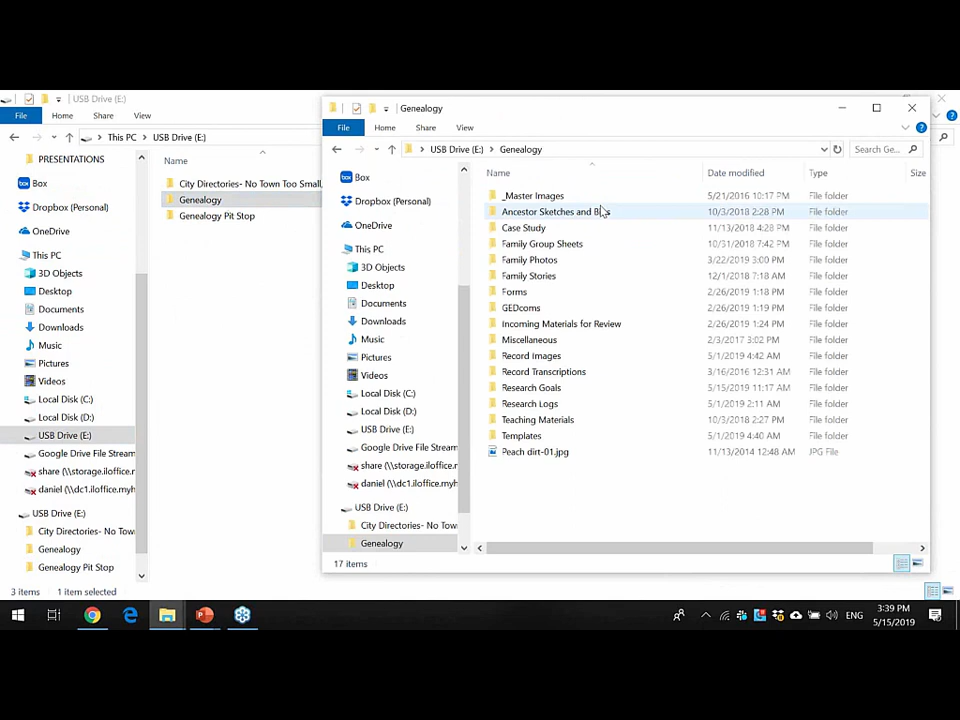 USB Drive (E:)
File Home Share View
This PC > USB Drive (E:)
PRESENTATIONS
Box
Dropbox (Personal)
OneDrive
This PC
3D Objects
Desktop
Documents
Downloads
Music
Pictures
Videos
Local Disk (C:)
Local Disk (D:)
USB Drive (E:)
Google Drive File Stream
share (\\storage.iloffice.
daniel (\\dc1.iloffice.myh
USB Drive (E:)
City Directories- No Tow
Genealogy
Genealogy Pit Stop
Name
City Directories- No Town Too Small,
Genealogy
Genealogy Pit Stop
3 items 1 item selected
Genealogy
File Home Share View
USB Drive (E:) > Genealogy
Search Ge...
Box
Dropbox (Personal)
OneDrive
This PC
3D Objects
Desktop
Documents
Downloads
Music
Pictures
Videos
Local Disk (C:)
Local Disk (D:)
USB Drive (E:)
Google Drive File Stream
share (\\storage.iloffice.m
daniel (\\dc1.iloffice.myh
USB Drive (E:)
City Directories- No Tow
Genealogy
Name Date modified Type Size
_Master Images 5/21/2016 10:17 PM File folder
Ancestor Sketches and 10/3/2018 2:28 PM File folder
Case Study 11/13/2018 4:28 PM File folder
Family Group Sheets 10/31/2018 7:42 PM File folder
Family Photos 3/22/2019 3:00 PM File folder
Family Stories 12/1/2018 7:18 AM File folder
Forms 2/26/2019 1:18 PM File folder
GEDcoms 2/26/2019 1:19 PM File folder
Incoming Materials for Review 2/26/2019 1:24 PM File folder
Miscellaneous 2/3/2017 3:02 PM File folder
Record Images 5/1/2019 4:42 AM File folder
Record Transcriptions 3/16/2016 12:31 AM File folder
Research Goals 5/15/2019 11:17 AM File folder
Research Logs 5/1/2019 2:11 AM File folder
Teaching Materials 10/3/2018 2:27 PM File folder
Templates 5/1/2019 4:40 AM File folder
Peach dirt-01.jpg 11/13/2014 12:48 AM JPG File
17 items
ENG
3:39 PM
5/15/2019